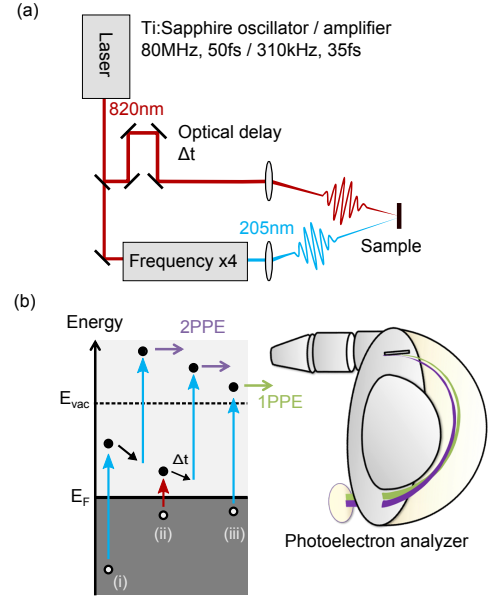 (a)
Ti:Sapphire oscillator / amplifier
80MHz, 50fs / 310kHz, 35fs
Laser
820nm
Optical delay
Δt
205nm
Frequency x4
Sample
(b)
Energy
2PPE
1PPE
Evac
Δt
EF
(i)
(ii)
(iii)
Photoelectron analyzer